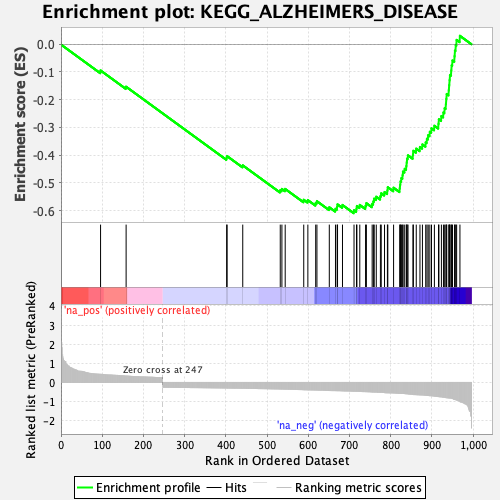 Enrichment plot: KEGG_ALZHEIMERS_DISEASE
Enrichment score (ES)
0.0
-0.1
-0.2
-0.3
-0.4
-0.5
-0.6
'na_pos' (positively correlated)
Zero cross at 247
'na_neg' (negatively correlated)
Ranked list metric (PreRanked)
4
3
2
1
0
-1
-2
0 100 200 300 400 500 600 700 800 900 1,000
Rank in Ordered Dataset
Enrichment profile Hits Ranking metric scores